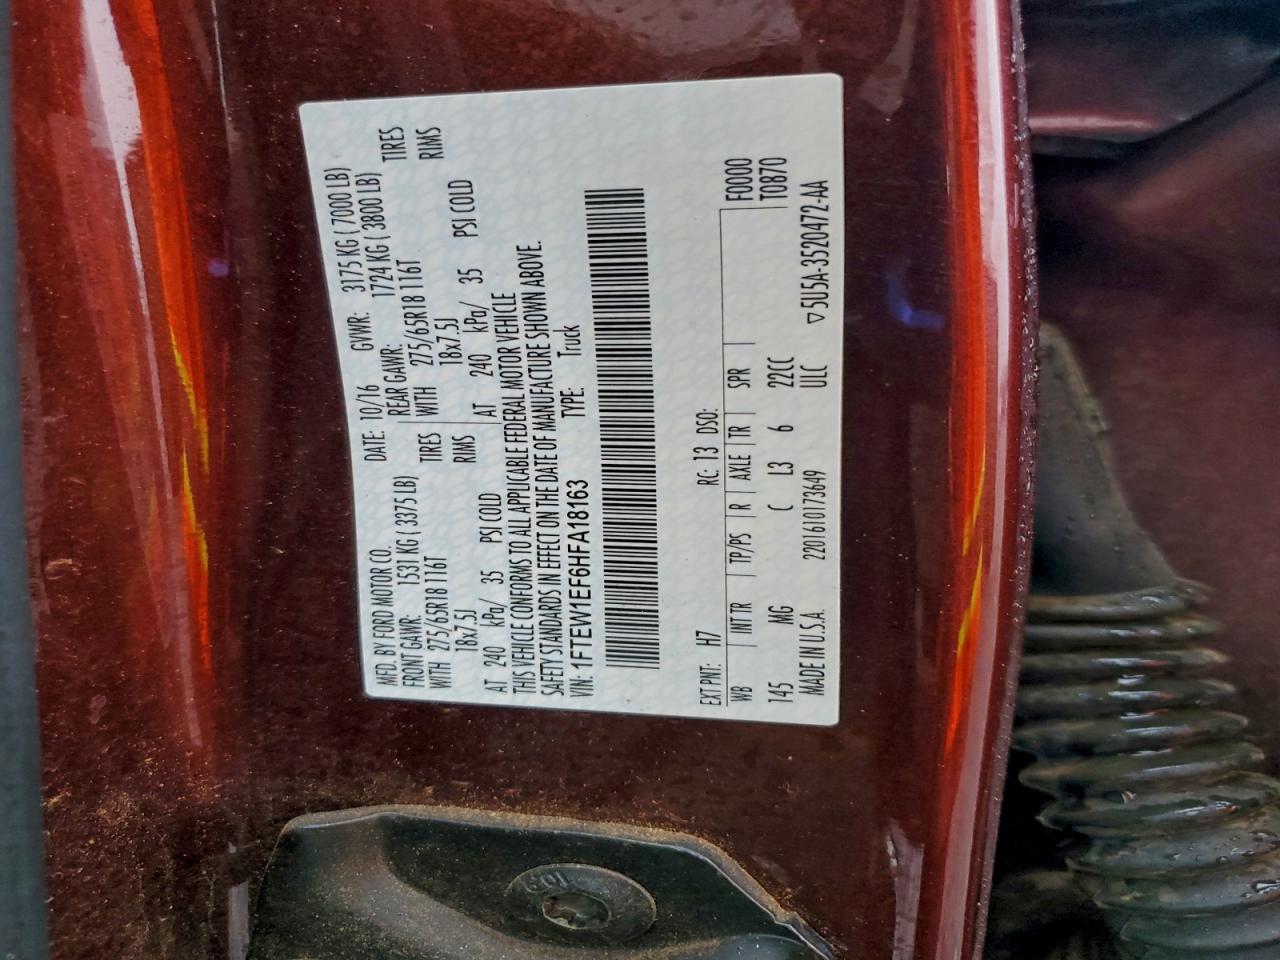 MFD. BY FORD MOTOR CO. DATE: 10/16 GVWR: 3175 KG ( 7000 LB)
FRONT GAWR: 1531 KG ( 3375 LB) REAR GAWR: 1724 KG ( 3800 LB)
WITH 275/65R18 116T TIRES WITH 275/65R18 116T TIRES
18x7.5J RIMS 18x7.5J RIMS
AT 240 kPa/ 35 PSI COLD AT 240 kPa/ 35 PSI COLD
THIS VEHICLE CONFORMS TO ALL APPLICABLE FEDERAL MOTOR VEHICLE
SAFETY STANDARDS IN EFFECT ON THE DATE OF MANUFACTURE SHOWN ABOVE.
VIN: 1FTEW1EF6HFA18163 TYPE: Truck
EXT PNT: H7 RC: 13 DSO: F0000
WB | INT TR | TP/PS | R | AXLE | TR | SPR | T0870
145 MG C L3 6 22CC
MADE IN U.S.A. 2201610173649 ULC ▽5U5A-3520472-AA